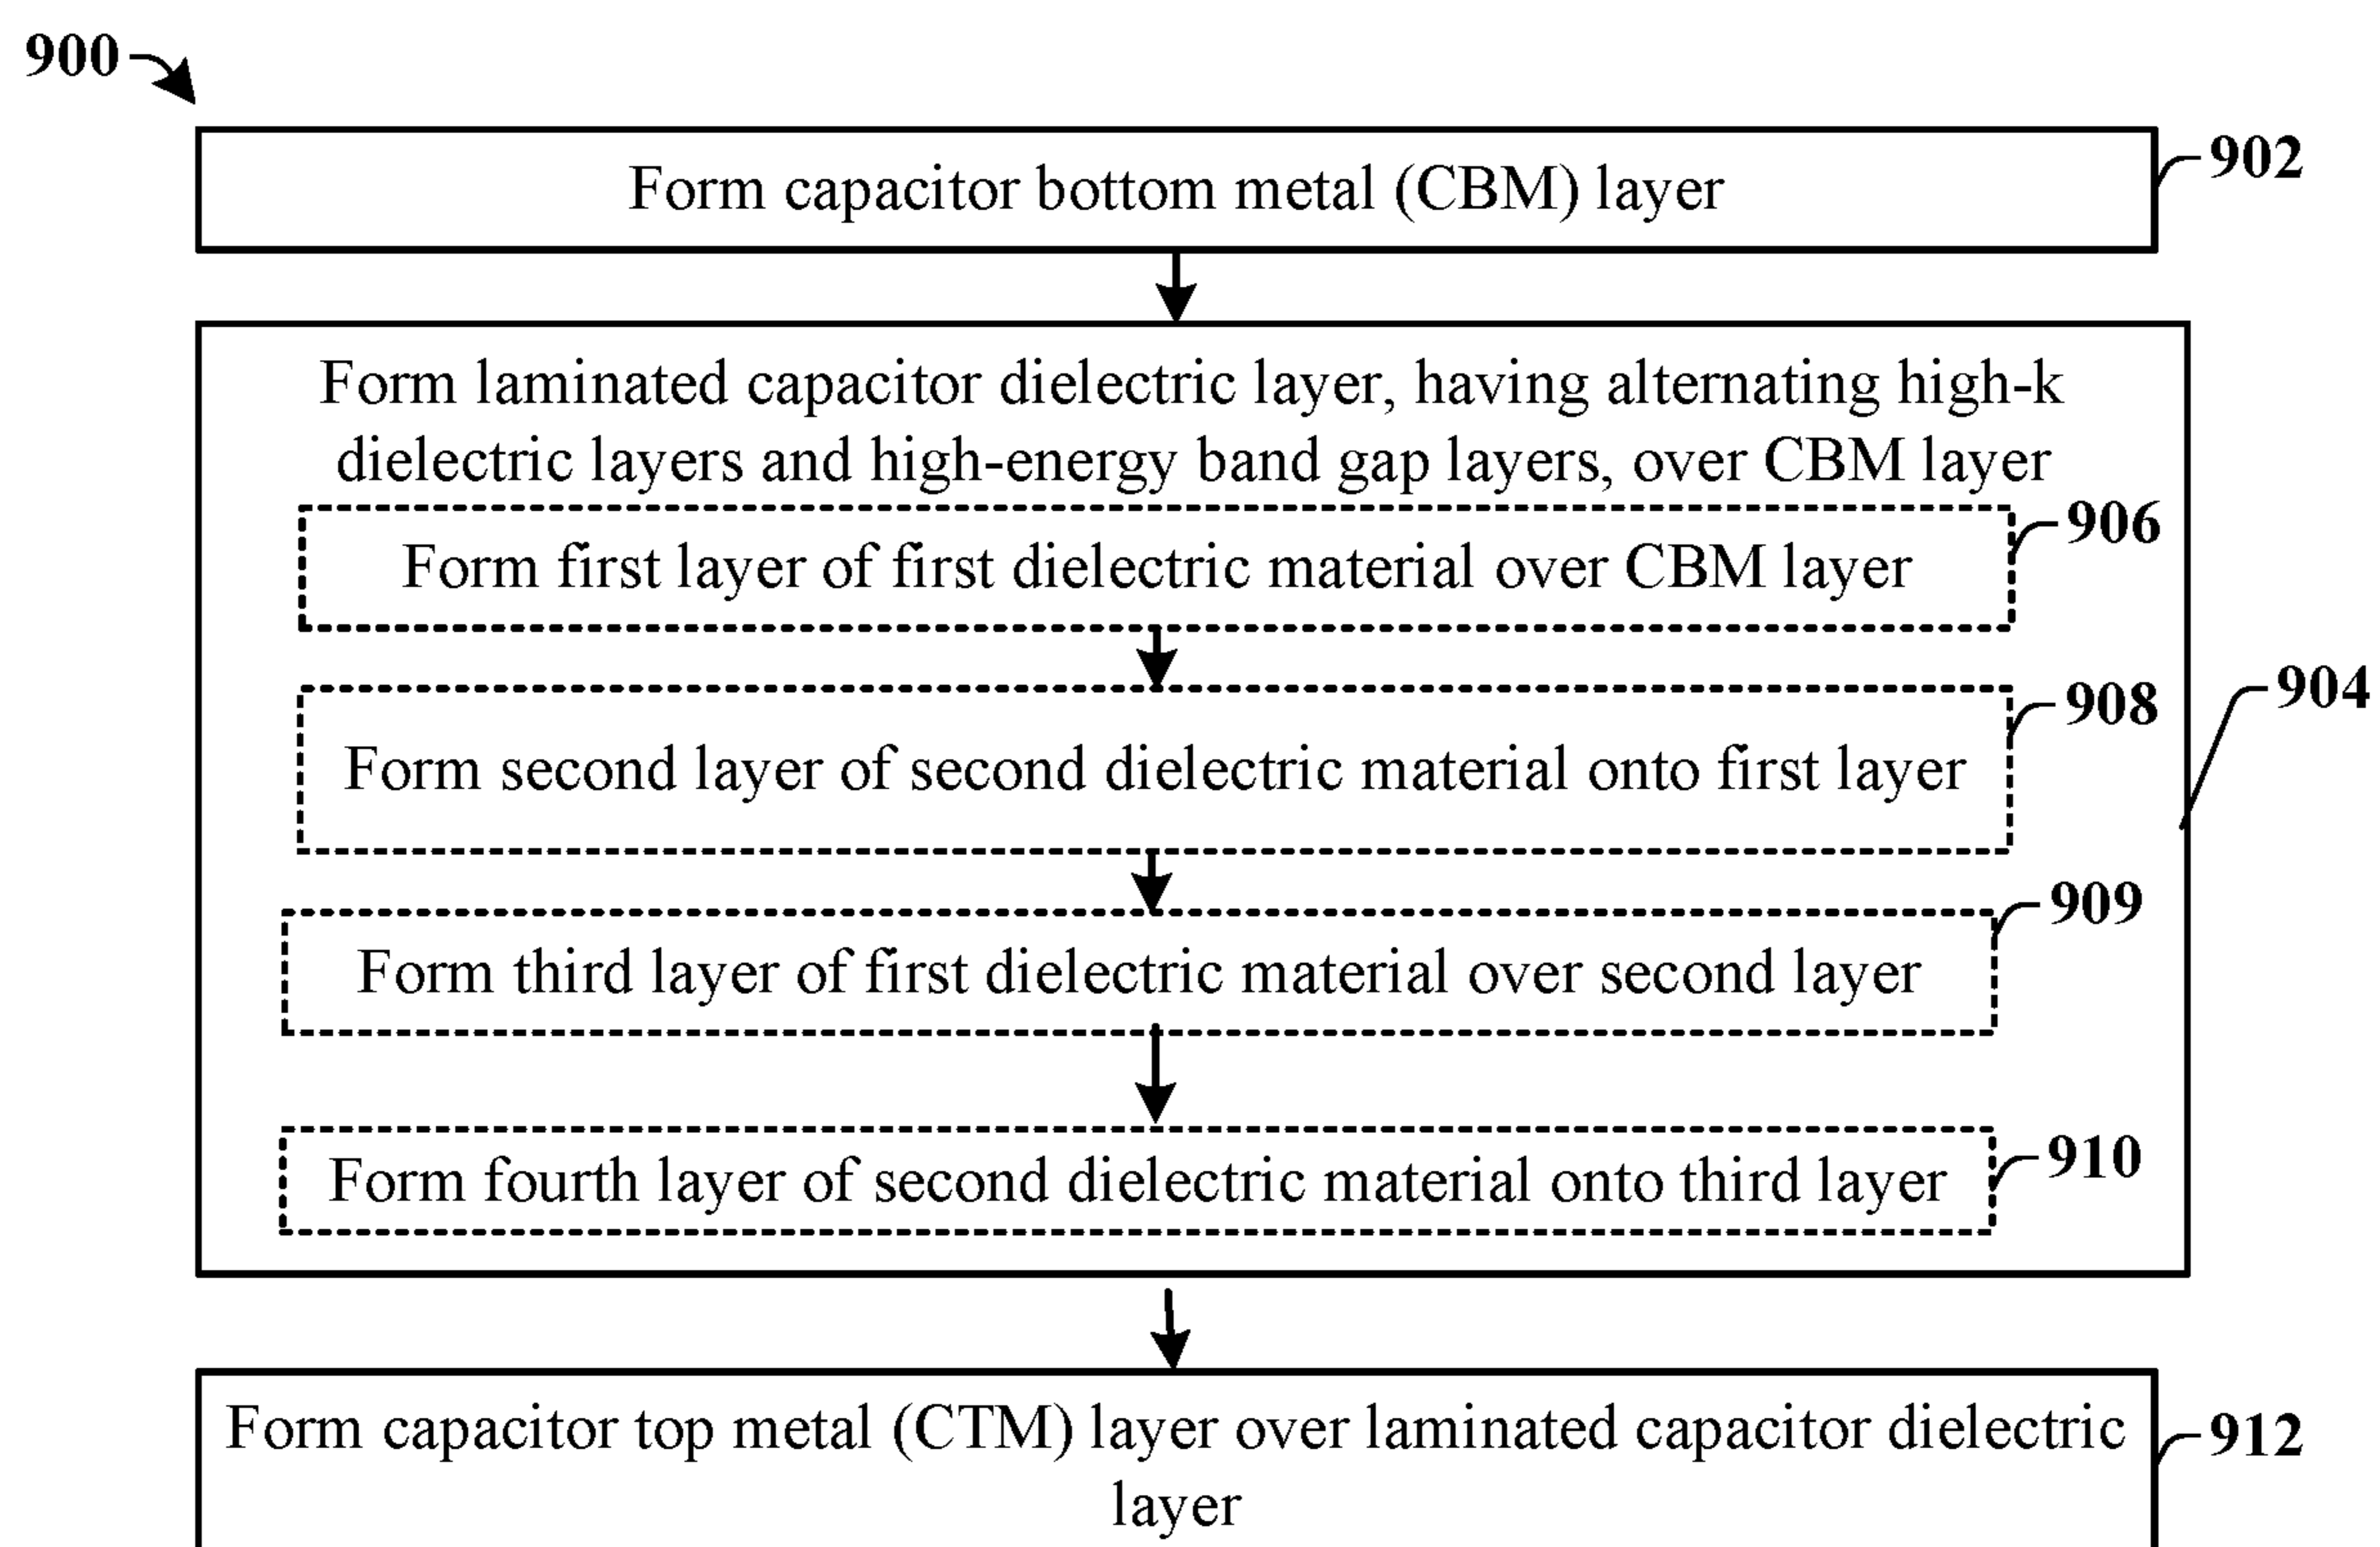 900
902
Form capacitor bottom metal (CBM) layer
Form laminated capacitor dielectric layer, having alternating high-k
dielectric layers and high-energy band gap layers, over CBM layer
906
Form first layer of first dielectric material over CBM layer
904
908
Form second layer of second dielectric material onto first layer
909
Form third layer of first dielectric material over second layer
910
Form fourth layer of second dielectric material onto third layer
912
Form capacitor top metal (CTM) layer over laminated capacitor dielectric
layer